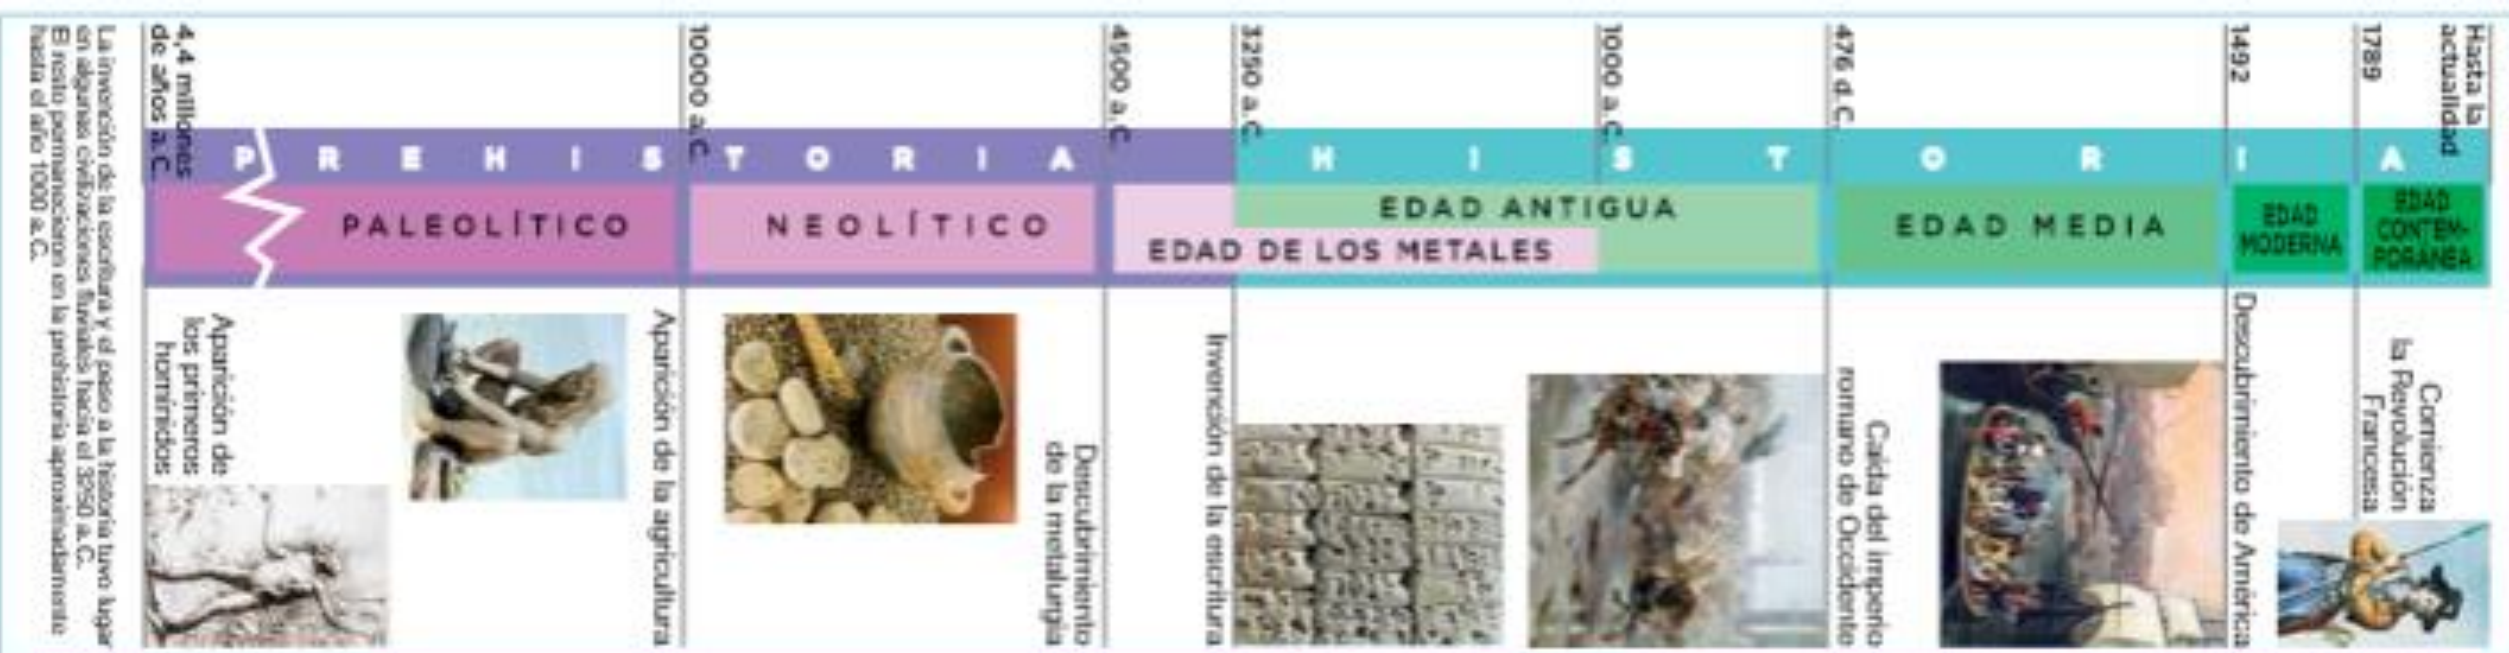 4,4 millones
de años a.C.
10000 a.C.
4500 a.C.
3250 a.C.
1000 a.C.
476 d.C.
1492
1789
Hasta la
actualidad
PREHISTORIA
HISTORIA
PALEOLÍTICO
NEOLÍTICO
EDAD DE LOS METALES
EDAD ANTIGUA
EDAD MEDIA
EDAD
MODERNA
EDAD
CONTEM-
PORÁNEA
Aparición de
los primeros
homínidos
Aparición de la agricultura
Descubrimiento
de la metalurgia
Invención de la escritura
Caída del imperio
romano de Occidente
Descubrimiento de América
Comienza
la Revolución
Francesa
La invención de la escritura y el paso a la historia tuvo lugar
en algunas civilizaciones fluviales hacia el 3250 a.C.
El resto permanecieron en la prehistoria aproximadamente
hasta el año 1000 a.C.